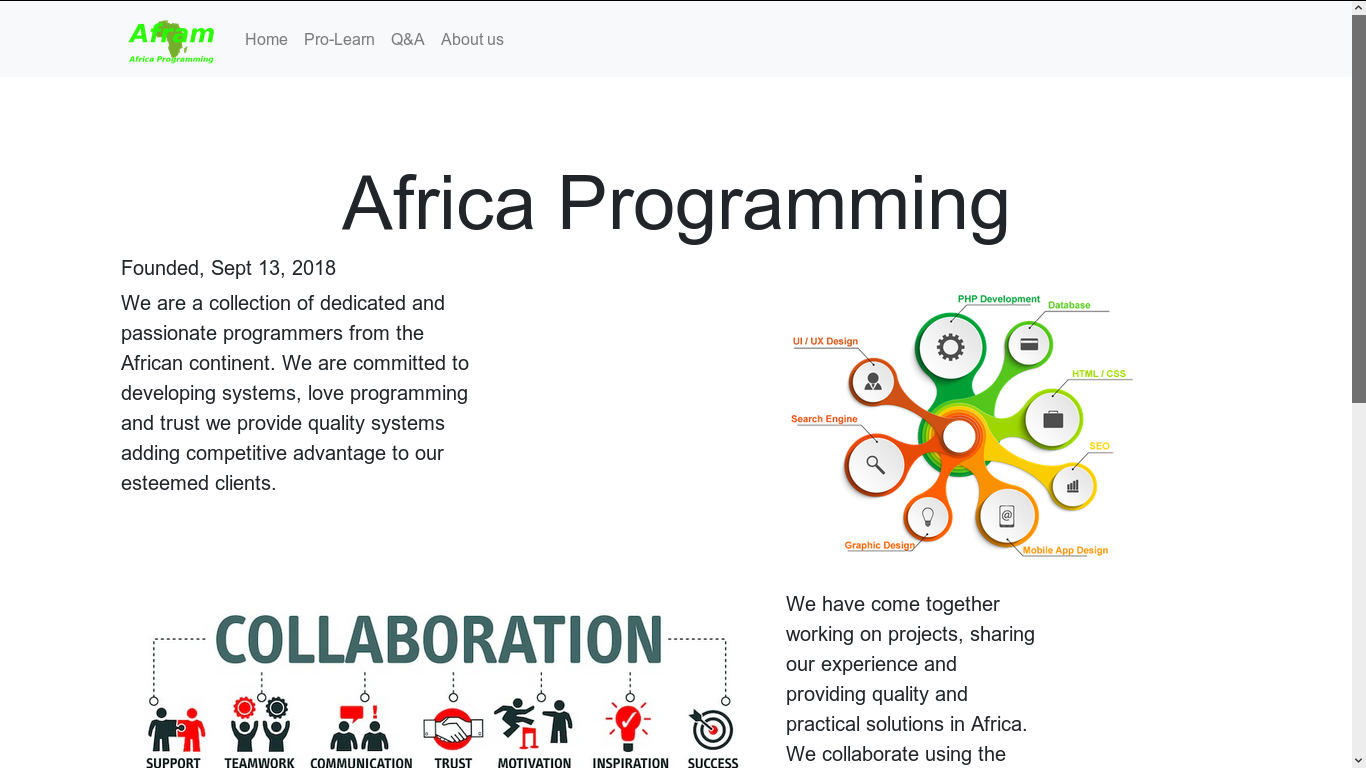 Afram
Africa Programming
Home Pro-Learn Q&A About us
Africa Programming
Founded, Sept 13, 2018
We are a collection of dedicated and
passionate programmers from the
African continent. We are committed to
developing systems, love programming
and trust we provide quality systems
adding competitive advantage to our
esteemed clients.
PHP Development
Database
UI / UX Design
HTML / CSS
Search Engine
SEO
Graphic Design
Mobile App Design
@
COLLABORATION
SUPPORT TEAMWORK COMMUNICATION TRUST MOTIVATION INSPIRATION SUCCESS
We have come together
working on projects, sharing
our experience and
providing quality and
practical solutions in Africa.
We collaborate using the